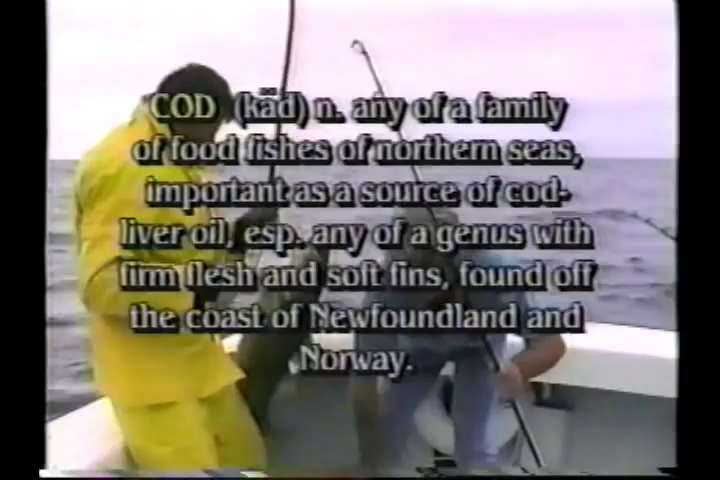 COD (käd) n. any of a family
of food fishes of northern seas,
important as a source of cod-
liver oil, esp. any of a genus with
firm flesh and soft fins, found off
the coast of Newfoundland and
Norway.